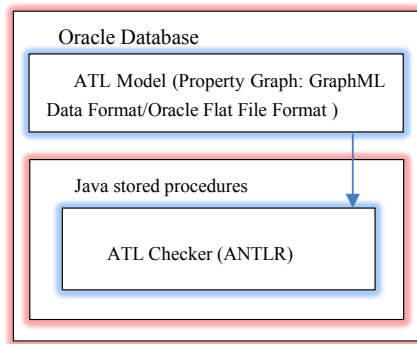 Oracle Database
ATL Model (Property Graph: GraphML
Data Format/Oracle Flat File Format )
Java stored procedures
ATL Checker (ANTLR)